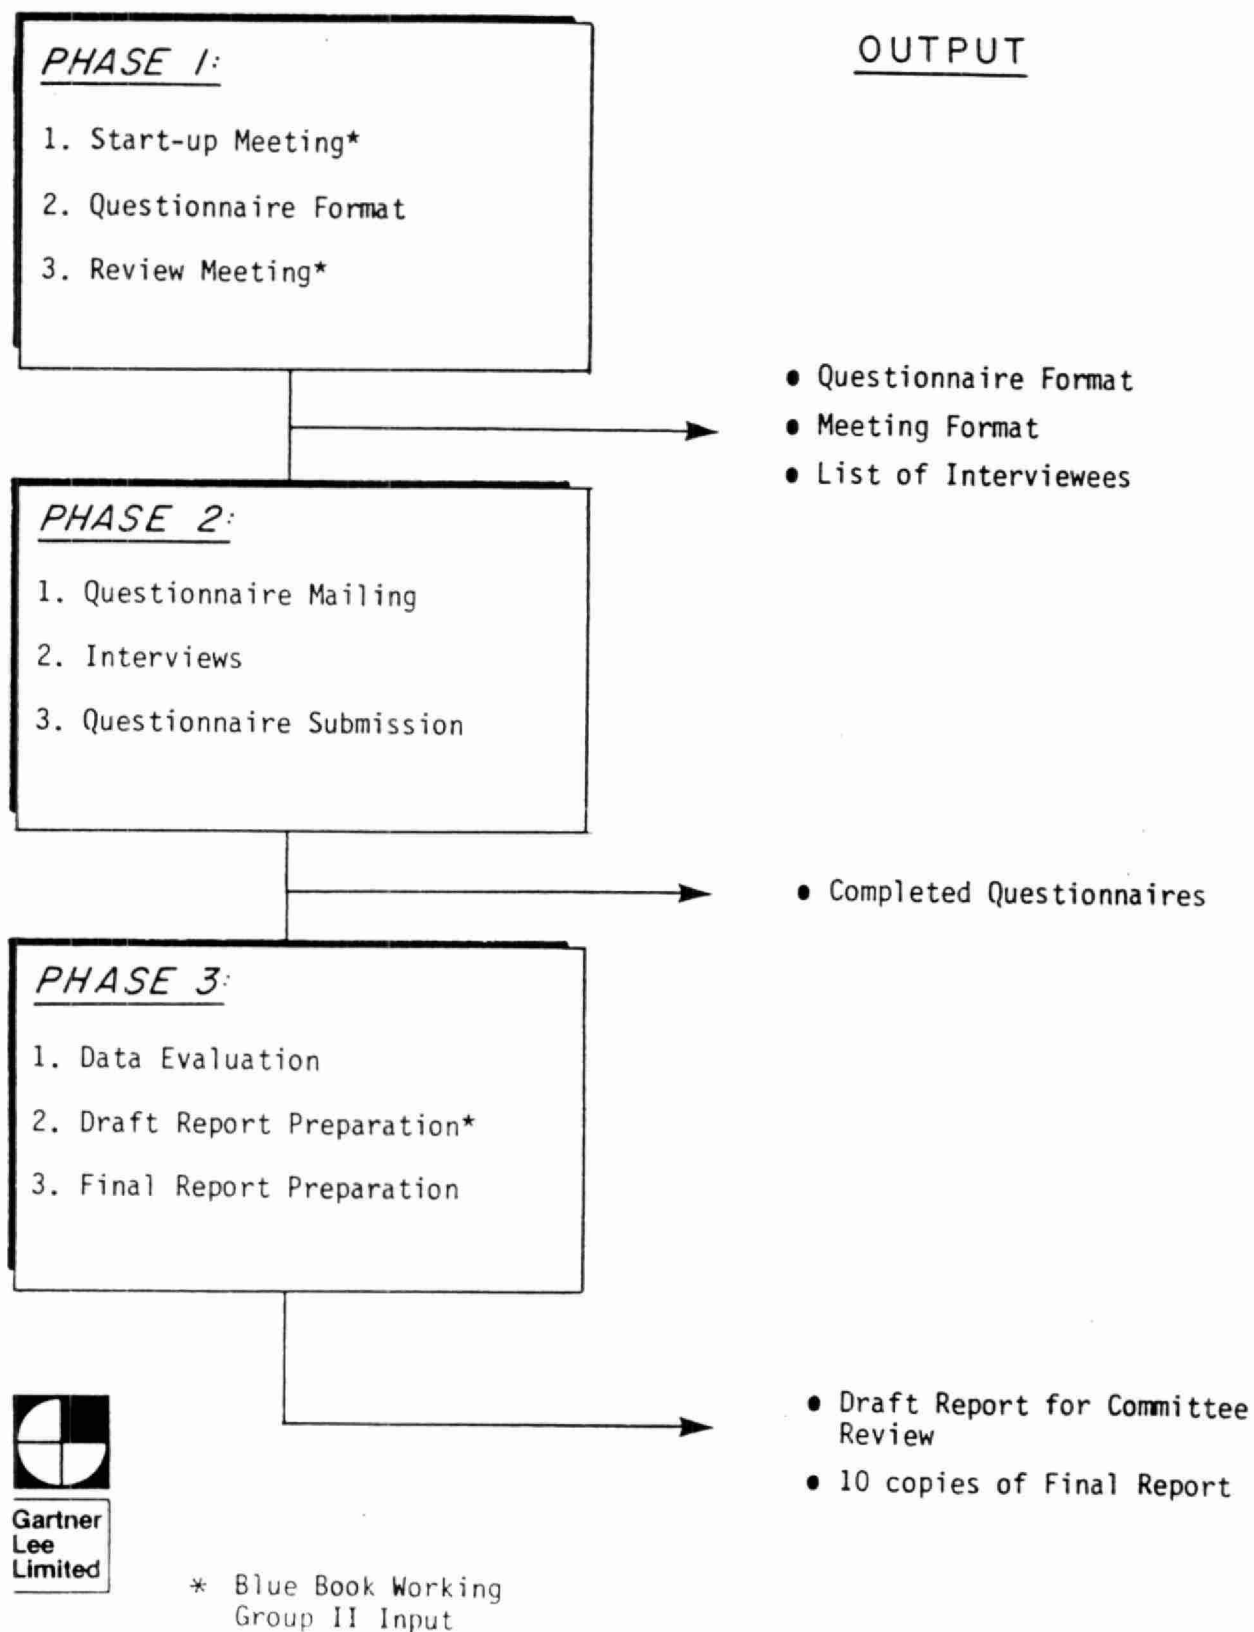 OUTPUT
PHASE 1:
1. Start-up Meeting*
2. Questionnaire Format
3. Review Meeting*
• Questionnaire Format
• Meeting Format
• List of Interviewees
PHASE 2:
1. Questionnaire Mailing
2. Interviews
3. Questionnaire Submission
• Completed Questionnaires
PHASE 3:
1. Data Evaluation
2. Draft Report Preparation*
3. Final Report Preparation
• Draft Report for Committee
Review
• 10 copies of Final Report
Gartner
Lee
Limited
* Blue Book Working
Group II Input